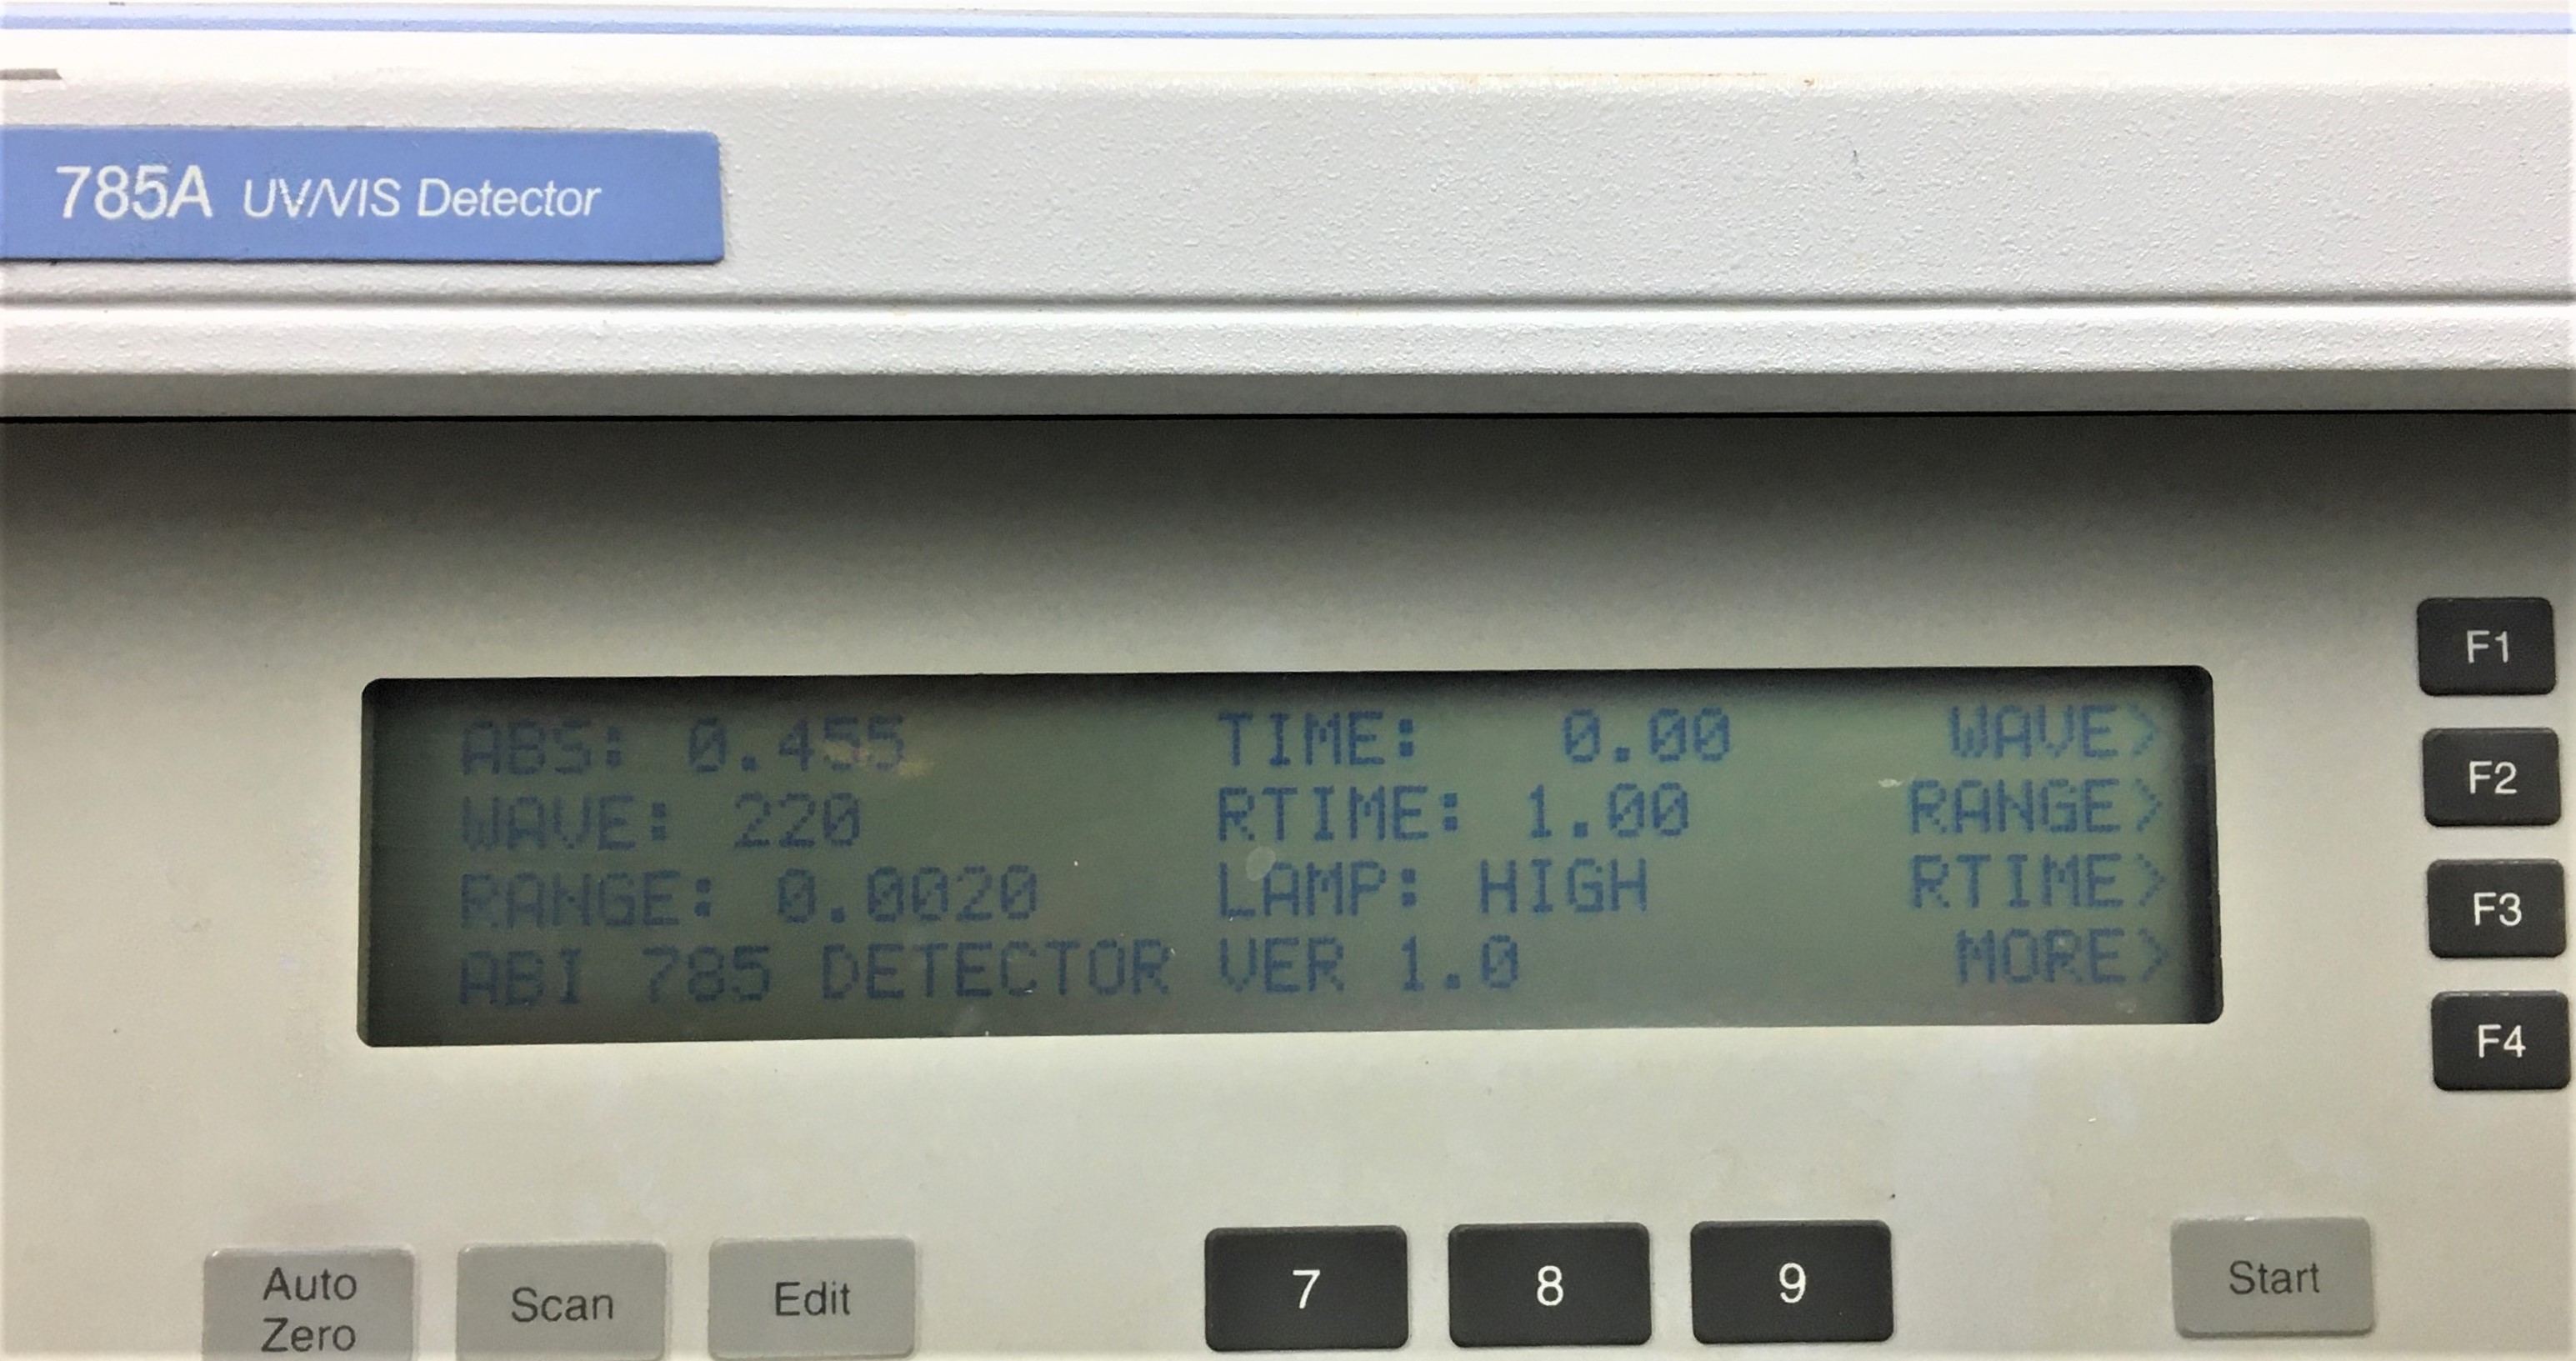 785A UV/VIS Detector
ABS: 0.455 TIME: 0.00 WAVE>
WAVE: 220 RTIME: 1.00 RANGE>
RANGE: 0.0020 LAMP: HIGH RTIME>
ABI 785 DETECTOR VER 1.0 MORE>
F1
F2
F3
F4
Auto
Zero
Scan
Edit
7
8
9
Start